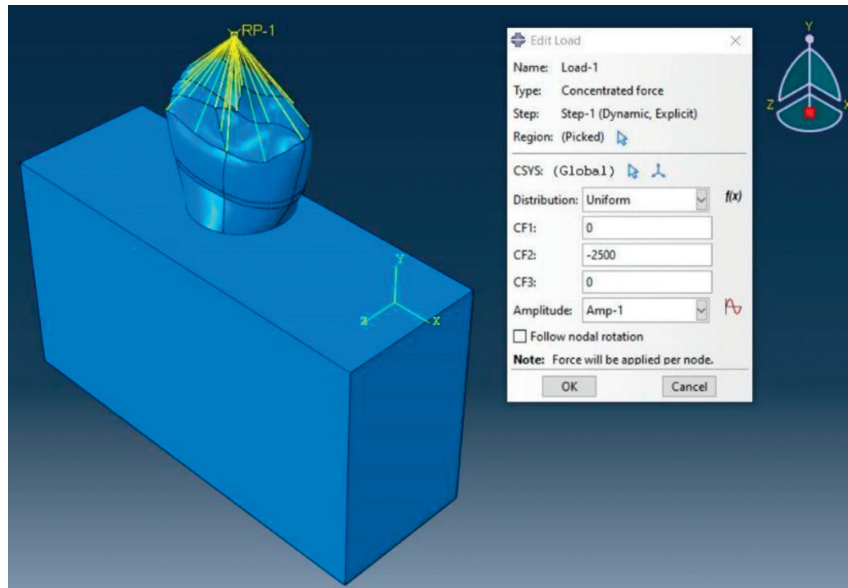 RP-1
Y
Z
X
Edit Load
Name: Load-1
Type: Concentrated force
Step: Step-1 (Dynamic, Explicit)
Region: (Picked)
CSYS: (Global)
Distribution: Uniform f(x)
CF1: 0
CF2: -2500
CF3: 0
Amplitude: Amp-1
Follow nodal rotation
Note: Force will be applied per node.
OK Cancel
Y
Z
X